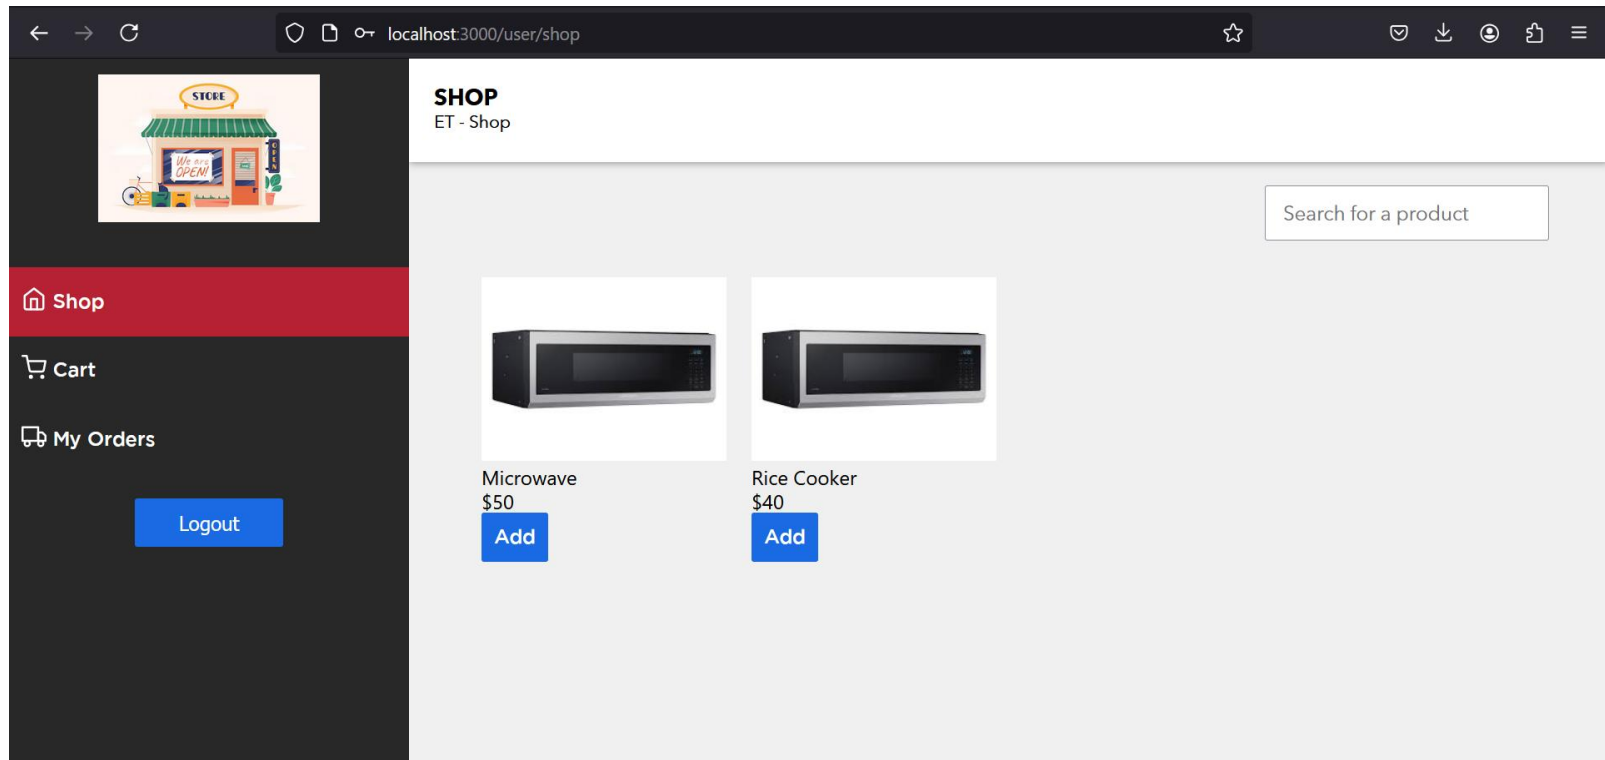 localhost:3000/user/shop
STORE
We are
OPEN!
OPEN
SHOP
ET - Shop
Search for a product
Shop
Cart
My Orders
Logout
Microwave
$50
Add
Rice Cooker
$40
Add